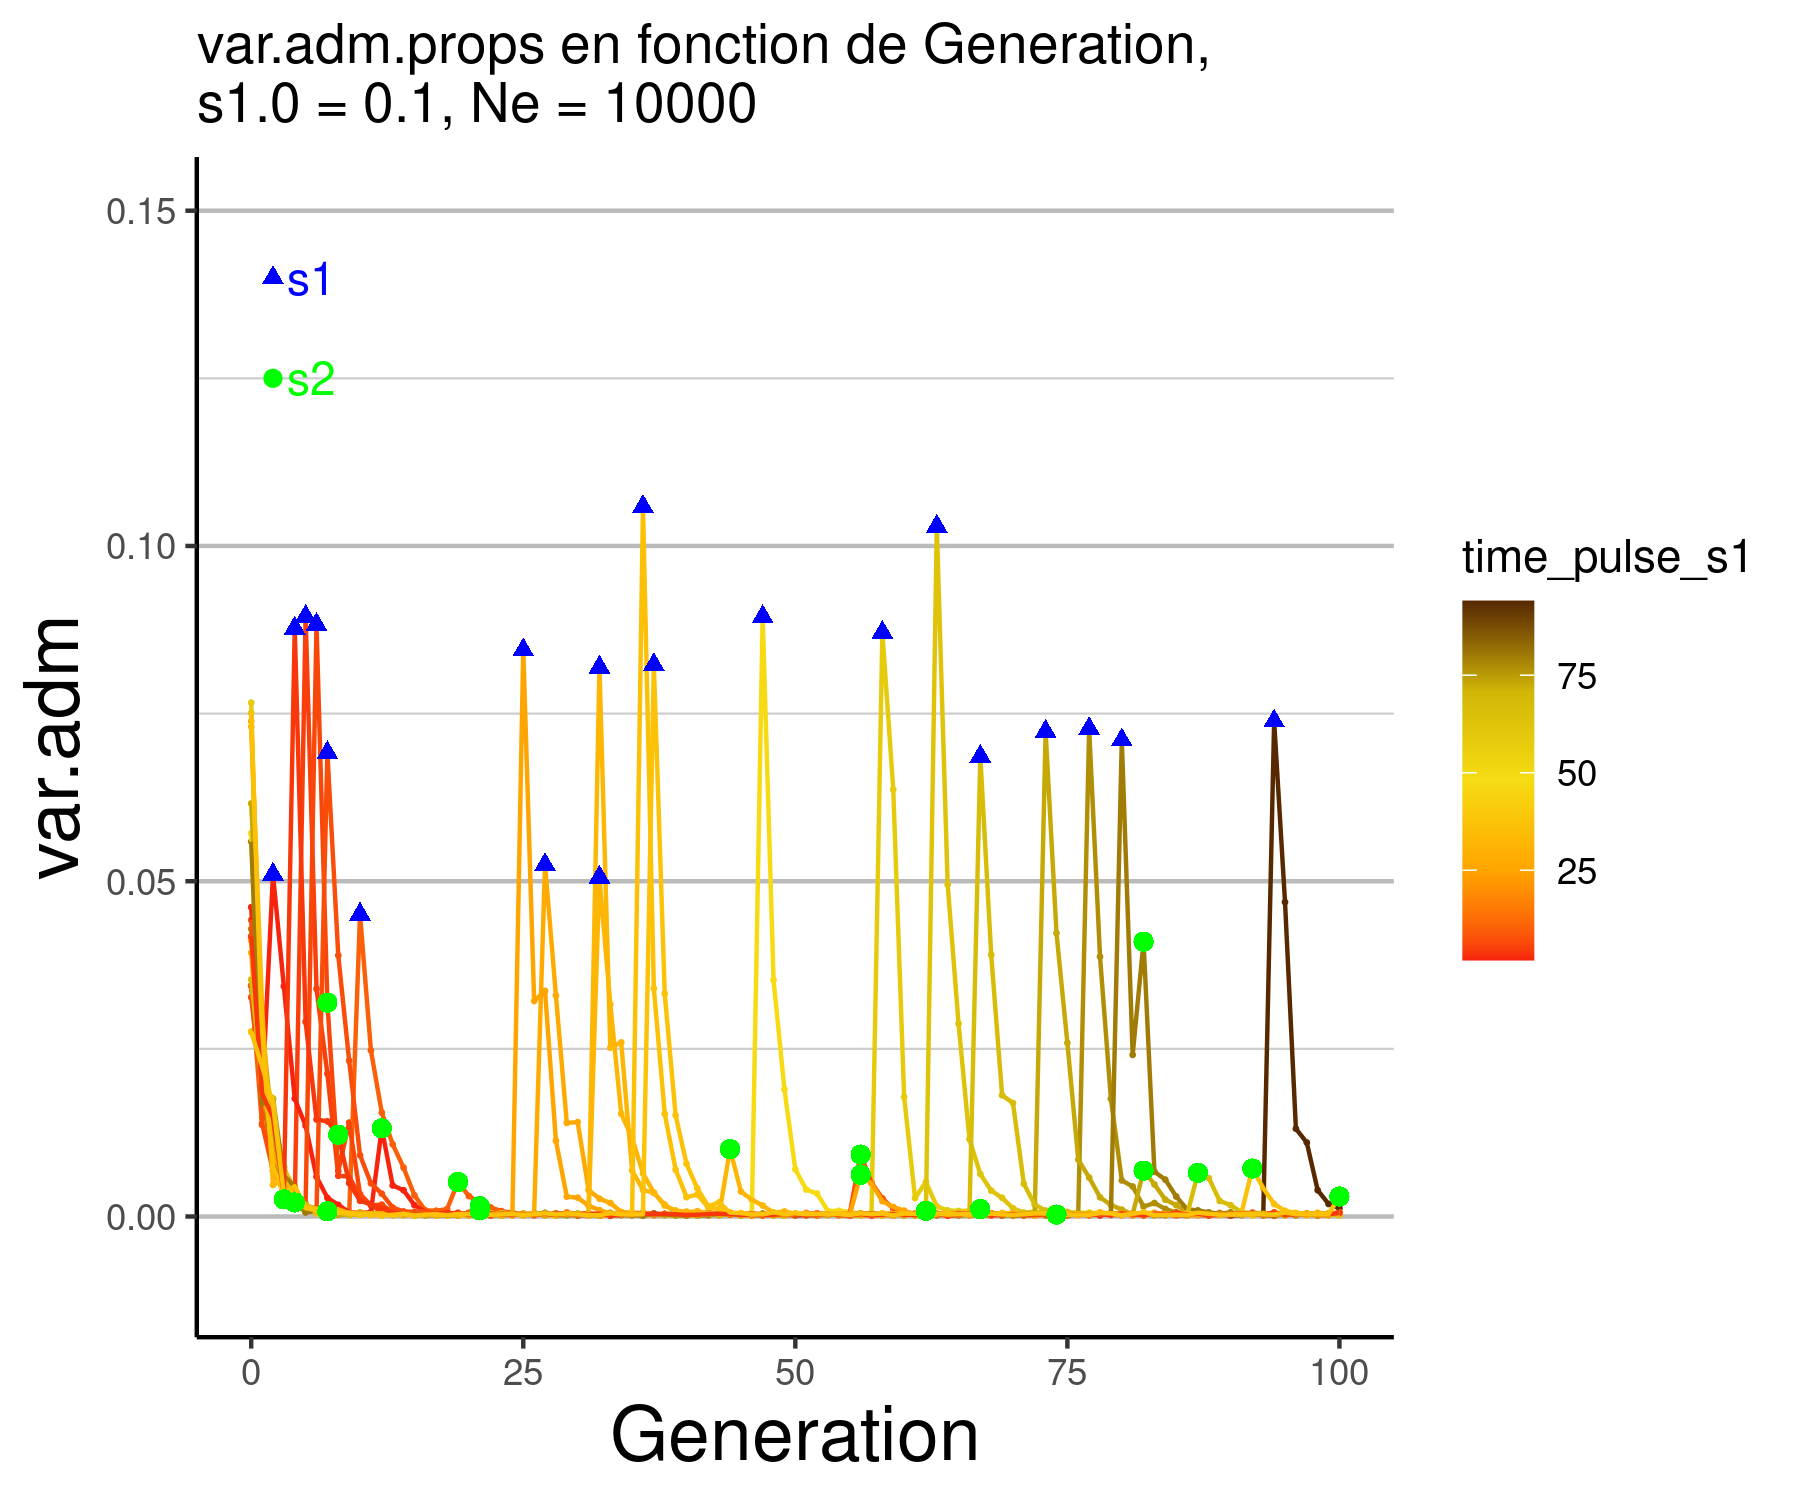 var.adm.props en fonction de Generation,
s1.0 = 0.1, Ne = 10000
0.15
s1
s2
0.10
0.05
0.00
var.adm
0
25
50
75
100
Generation
time_pulse_s1
75
50
25